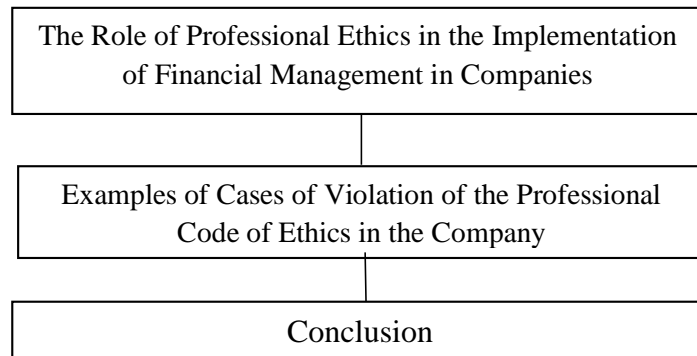 The Role of Professional Ethics in the Implementation
of Financial Management in Companies
Examples of Cases of Violation of the Professional
Code of Ethics in the Company
Conclusion